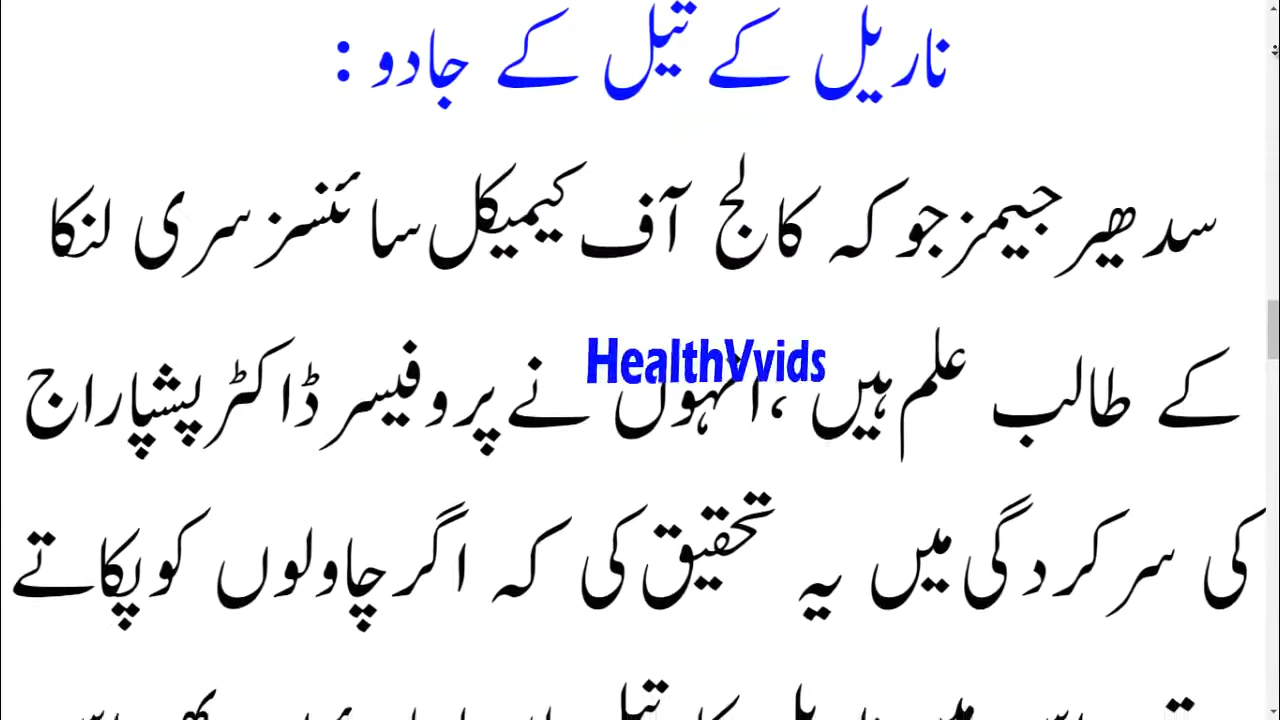 ناریل کے تیل کے جادو :
سدھیر جیمز جو کہ کالج آف کیمیکل سائنسز سری لنکا
HealthVvids
کے طالب علم ہیں ، انہوں نے پروفیسر ڈاکٹر پشپاراج
کی سرکردگی میں یہ تحقیق کی کہ اگر چاولوں کو پکاتے